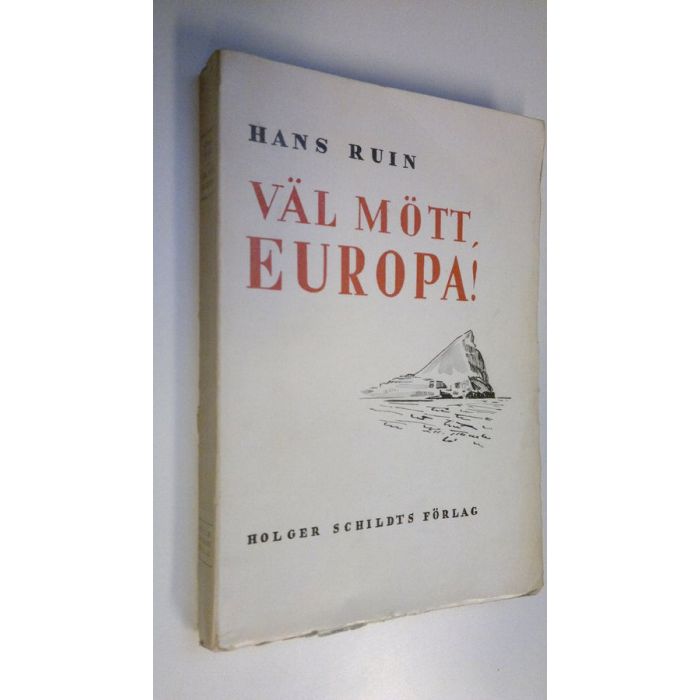 HANS RUIN
VÄL MÖTT,
EUROPA!
HOLGER SCHILDTS FÖRLAG